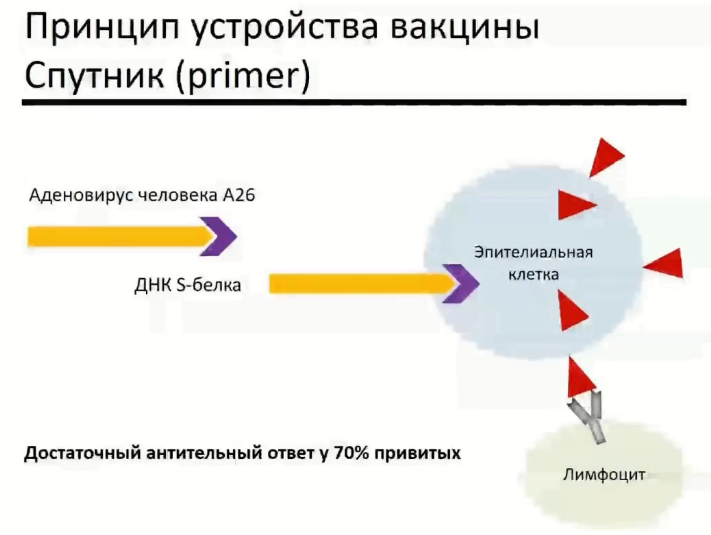 Принцип устройства вакцины
Спутник (primer)
Аденовирус человека А26
ДНК S-белка
Эпителиальная
клетка
Достаточный антительный ответ у 70% привитых
Лимфоцит